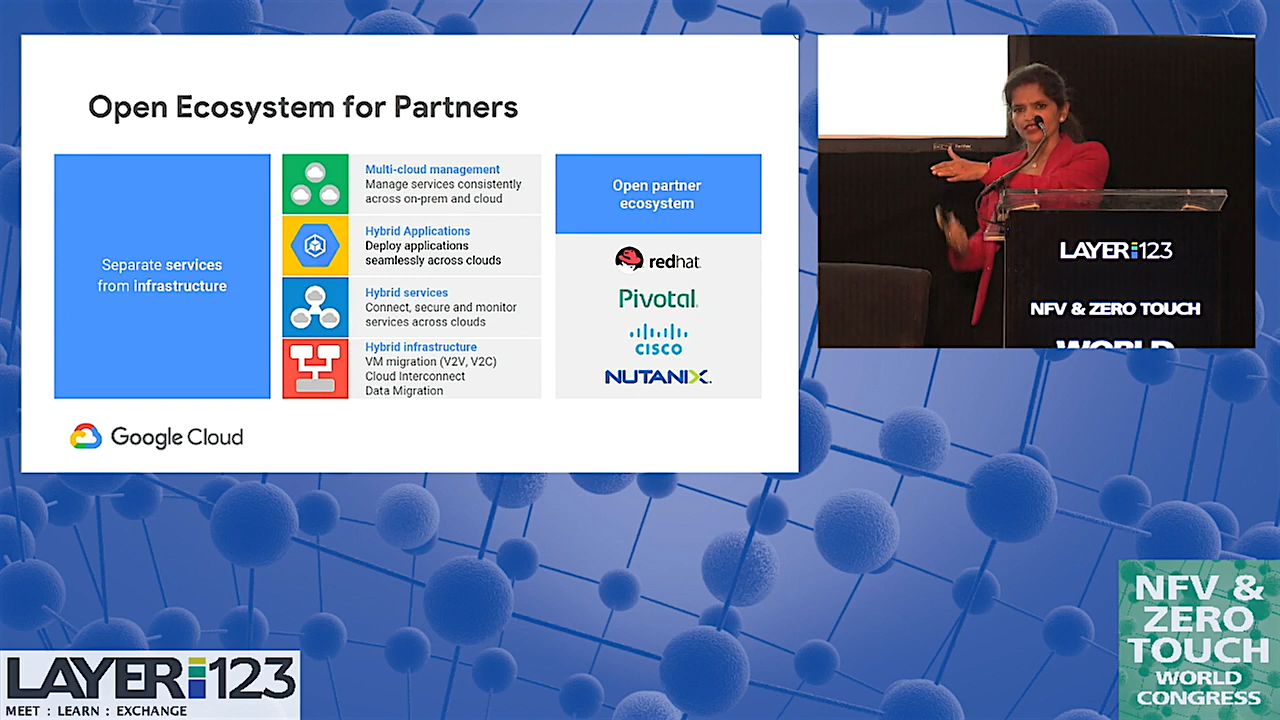 Open Ecosystem for Partners
Separate services
from infrastructure
Multi-cloud management
Manage services consistently
across on-prem and cloud
Hybrid Applications
Deploy applications
seamlessly across clouds
Hybrid services
Connect, secure and monitor
services across clouds
Hybrid infrastructure
VM migration (V2V, V2C)
Cloud Interconnect
Data Migration
Open partner
ecosystem
redhat.
Pivotal.
CISCO
NUTANIX.
Google Cloud
LAYER123
NFV & ZERO TOUCH
WORLD
LAYER123
MEET : LEARN : EXCHANGE
NFV &
ZERO
TOUCH
WORLD
CONGRESS